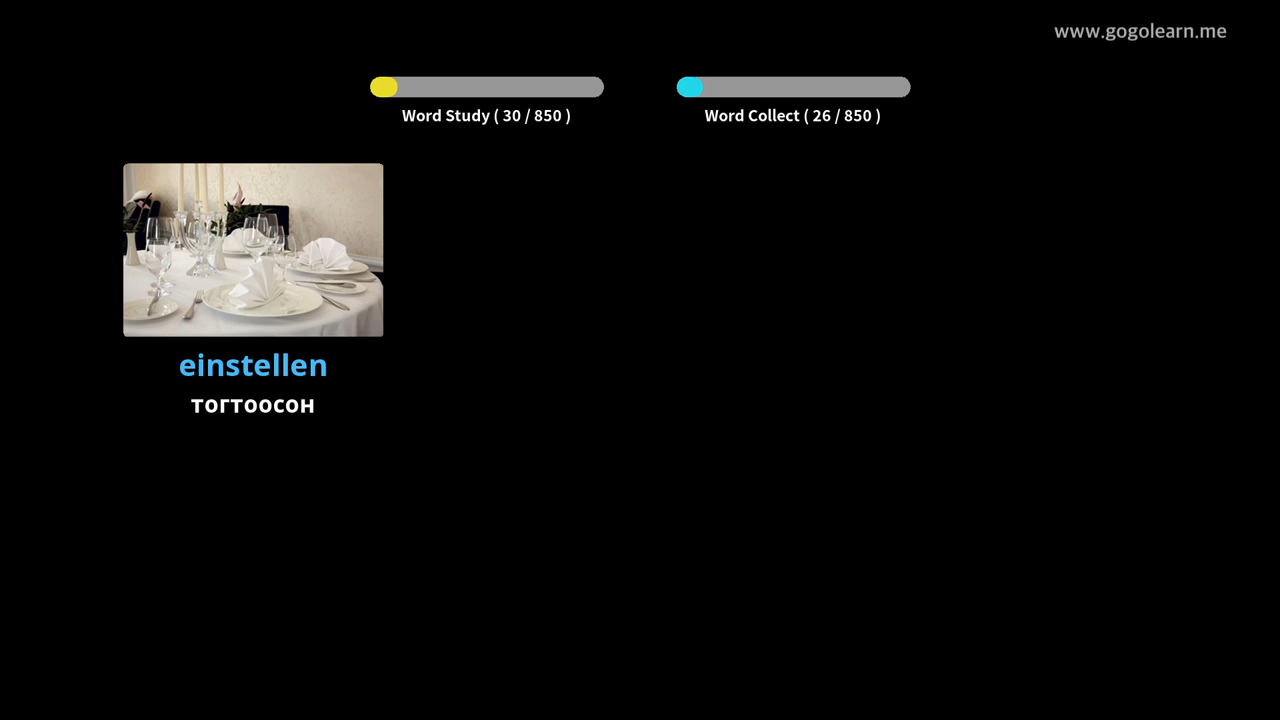 www.gogolearn.me
Word Study ( 30 / 850 )
Word Collect ( 26 / 850 )
einstellen
тогтоосон